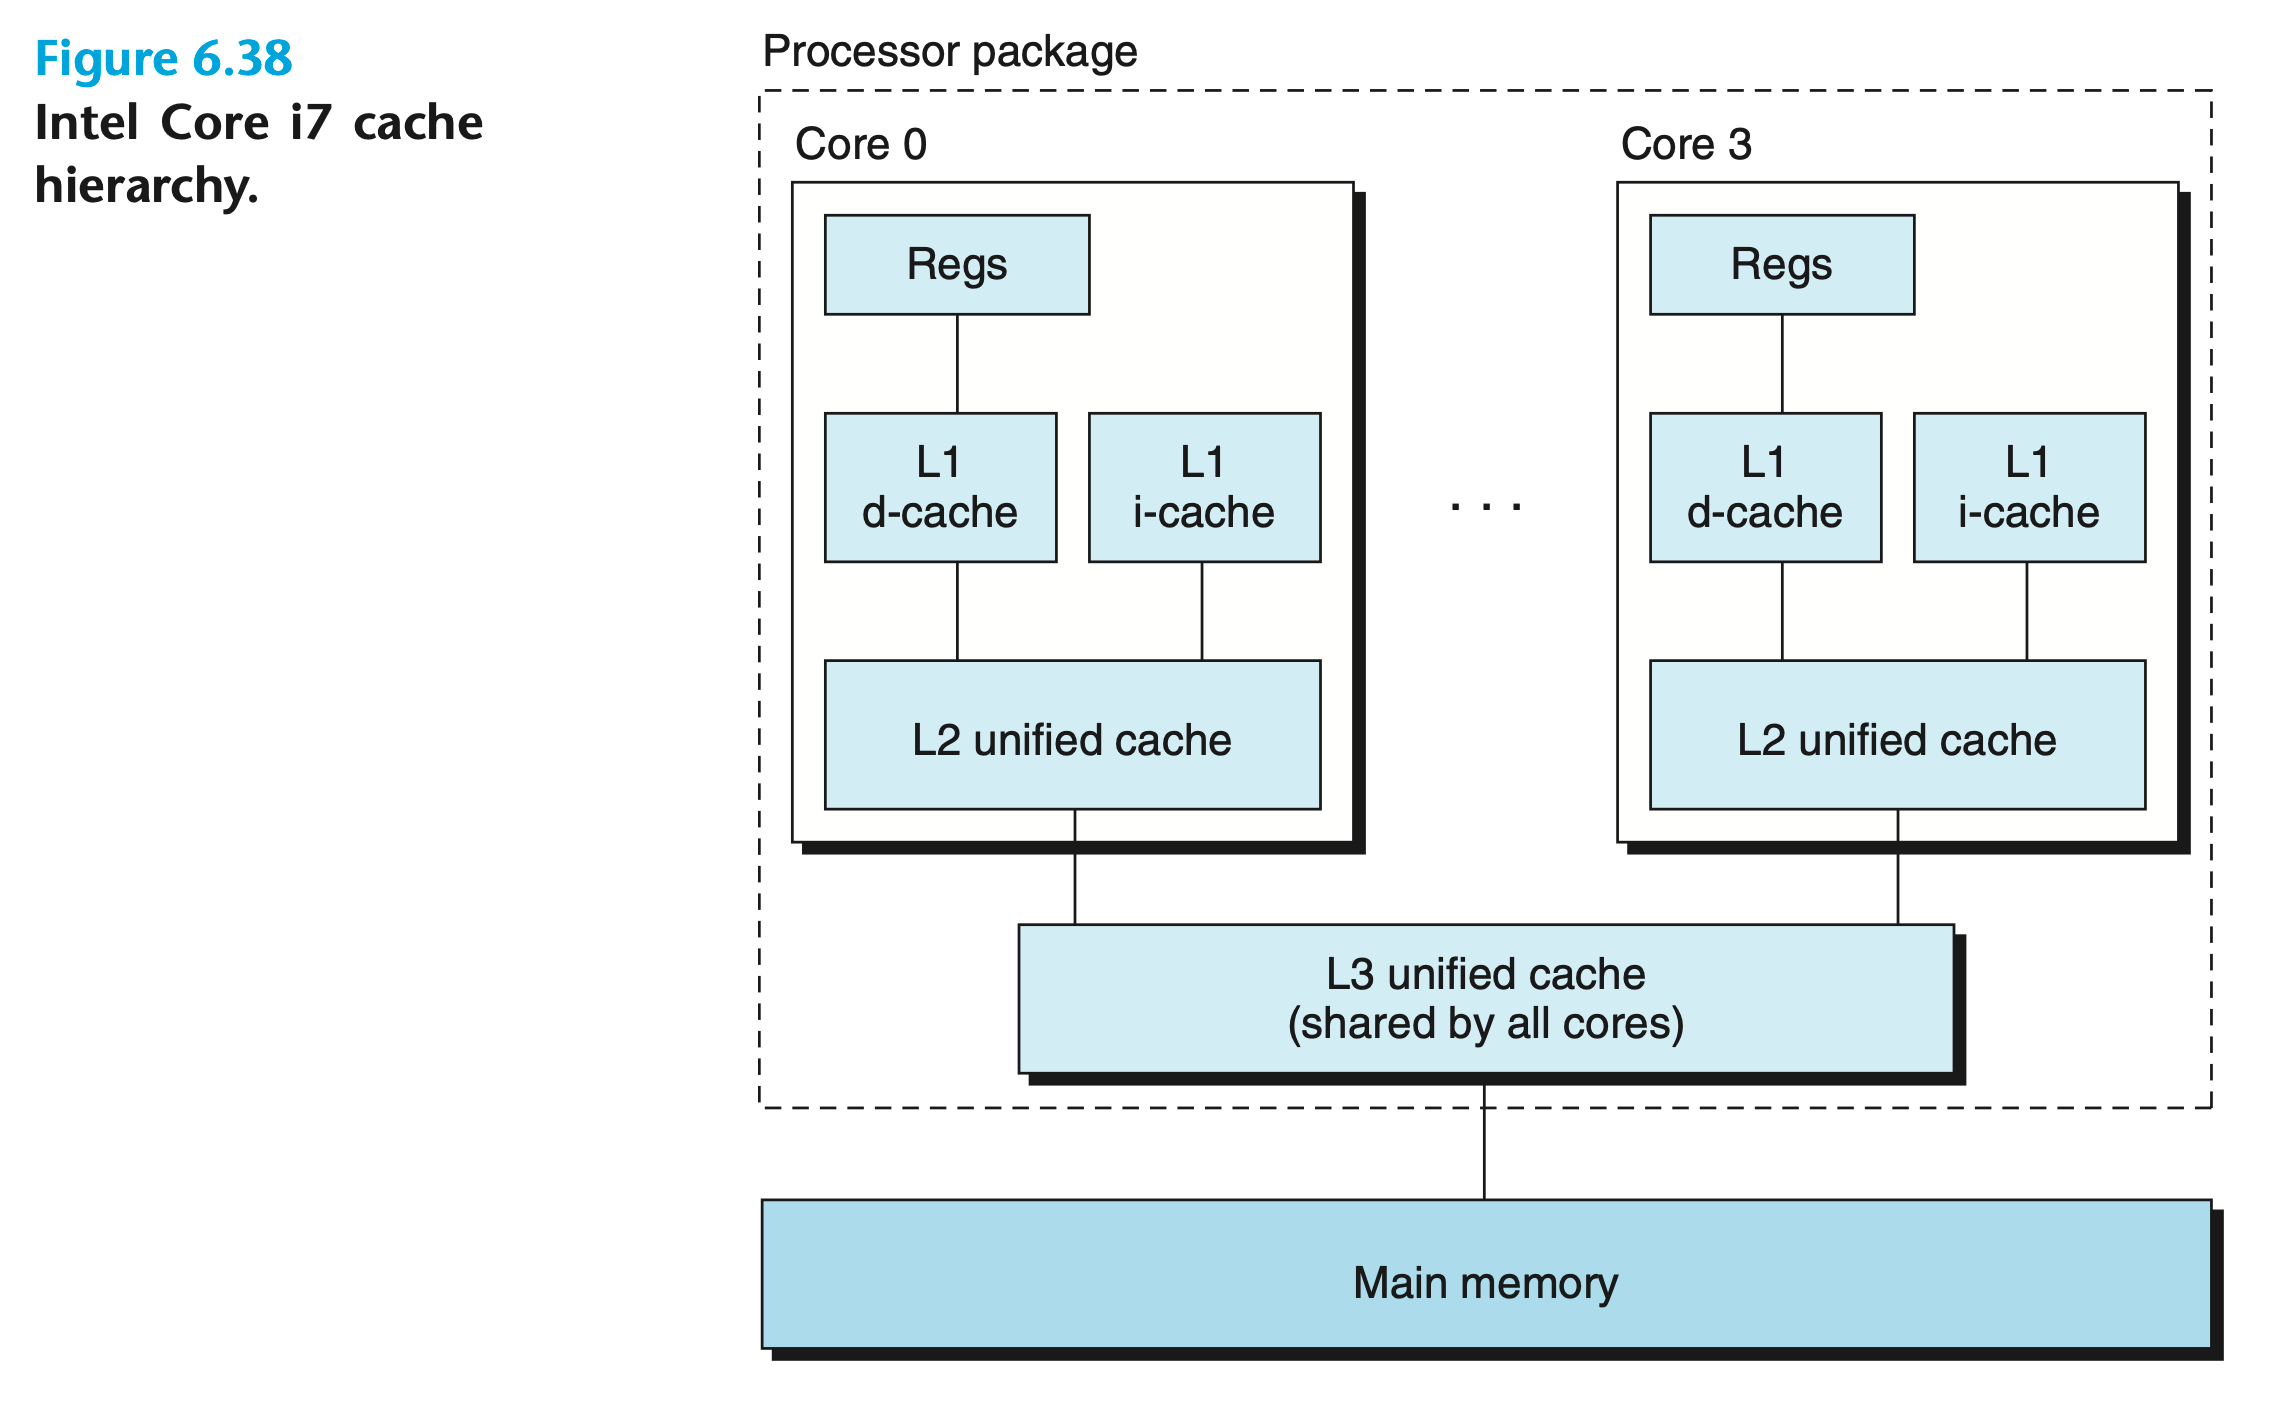 Figure 6.38
Intel Core i7 cache
hierarchy.
Processor package
Core 0
Regs
L1
d-cache
L1
i-cache
L2 unified cache
. . .
Core 3
Regs
L1
d-cache
L1
i-cache
L2 unified cache
L3 unified cache
(shared by all cores)
Main memory